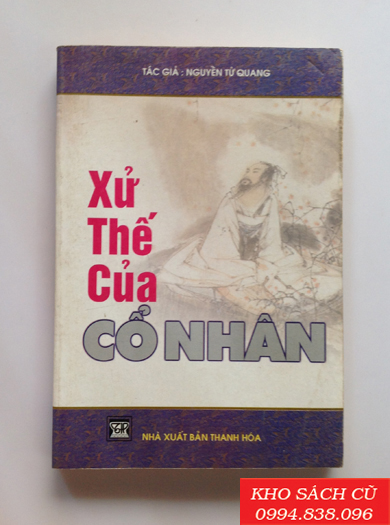 TÁC GIẢ : NGUYỄN TỬ QUANG
Xử
Thế
Của
CỔ NHÂN
NHÀ XUẤT BẢN THANH HÓA
KHO SÁCH CŨ
0994.838.096